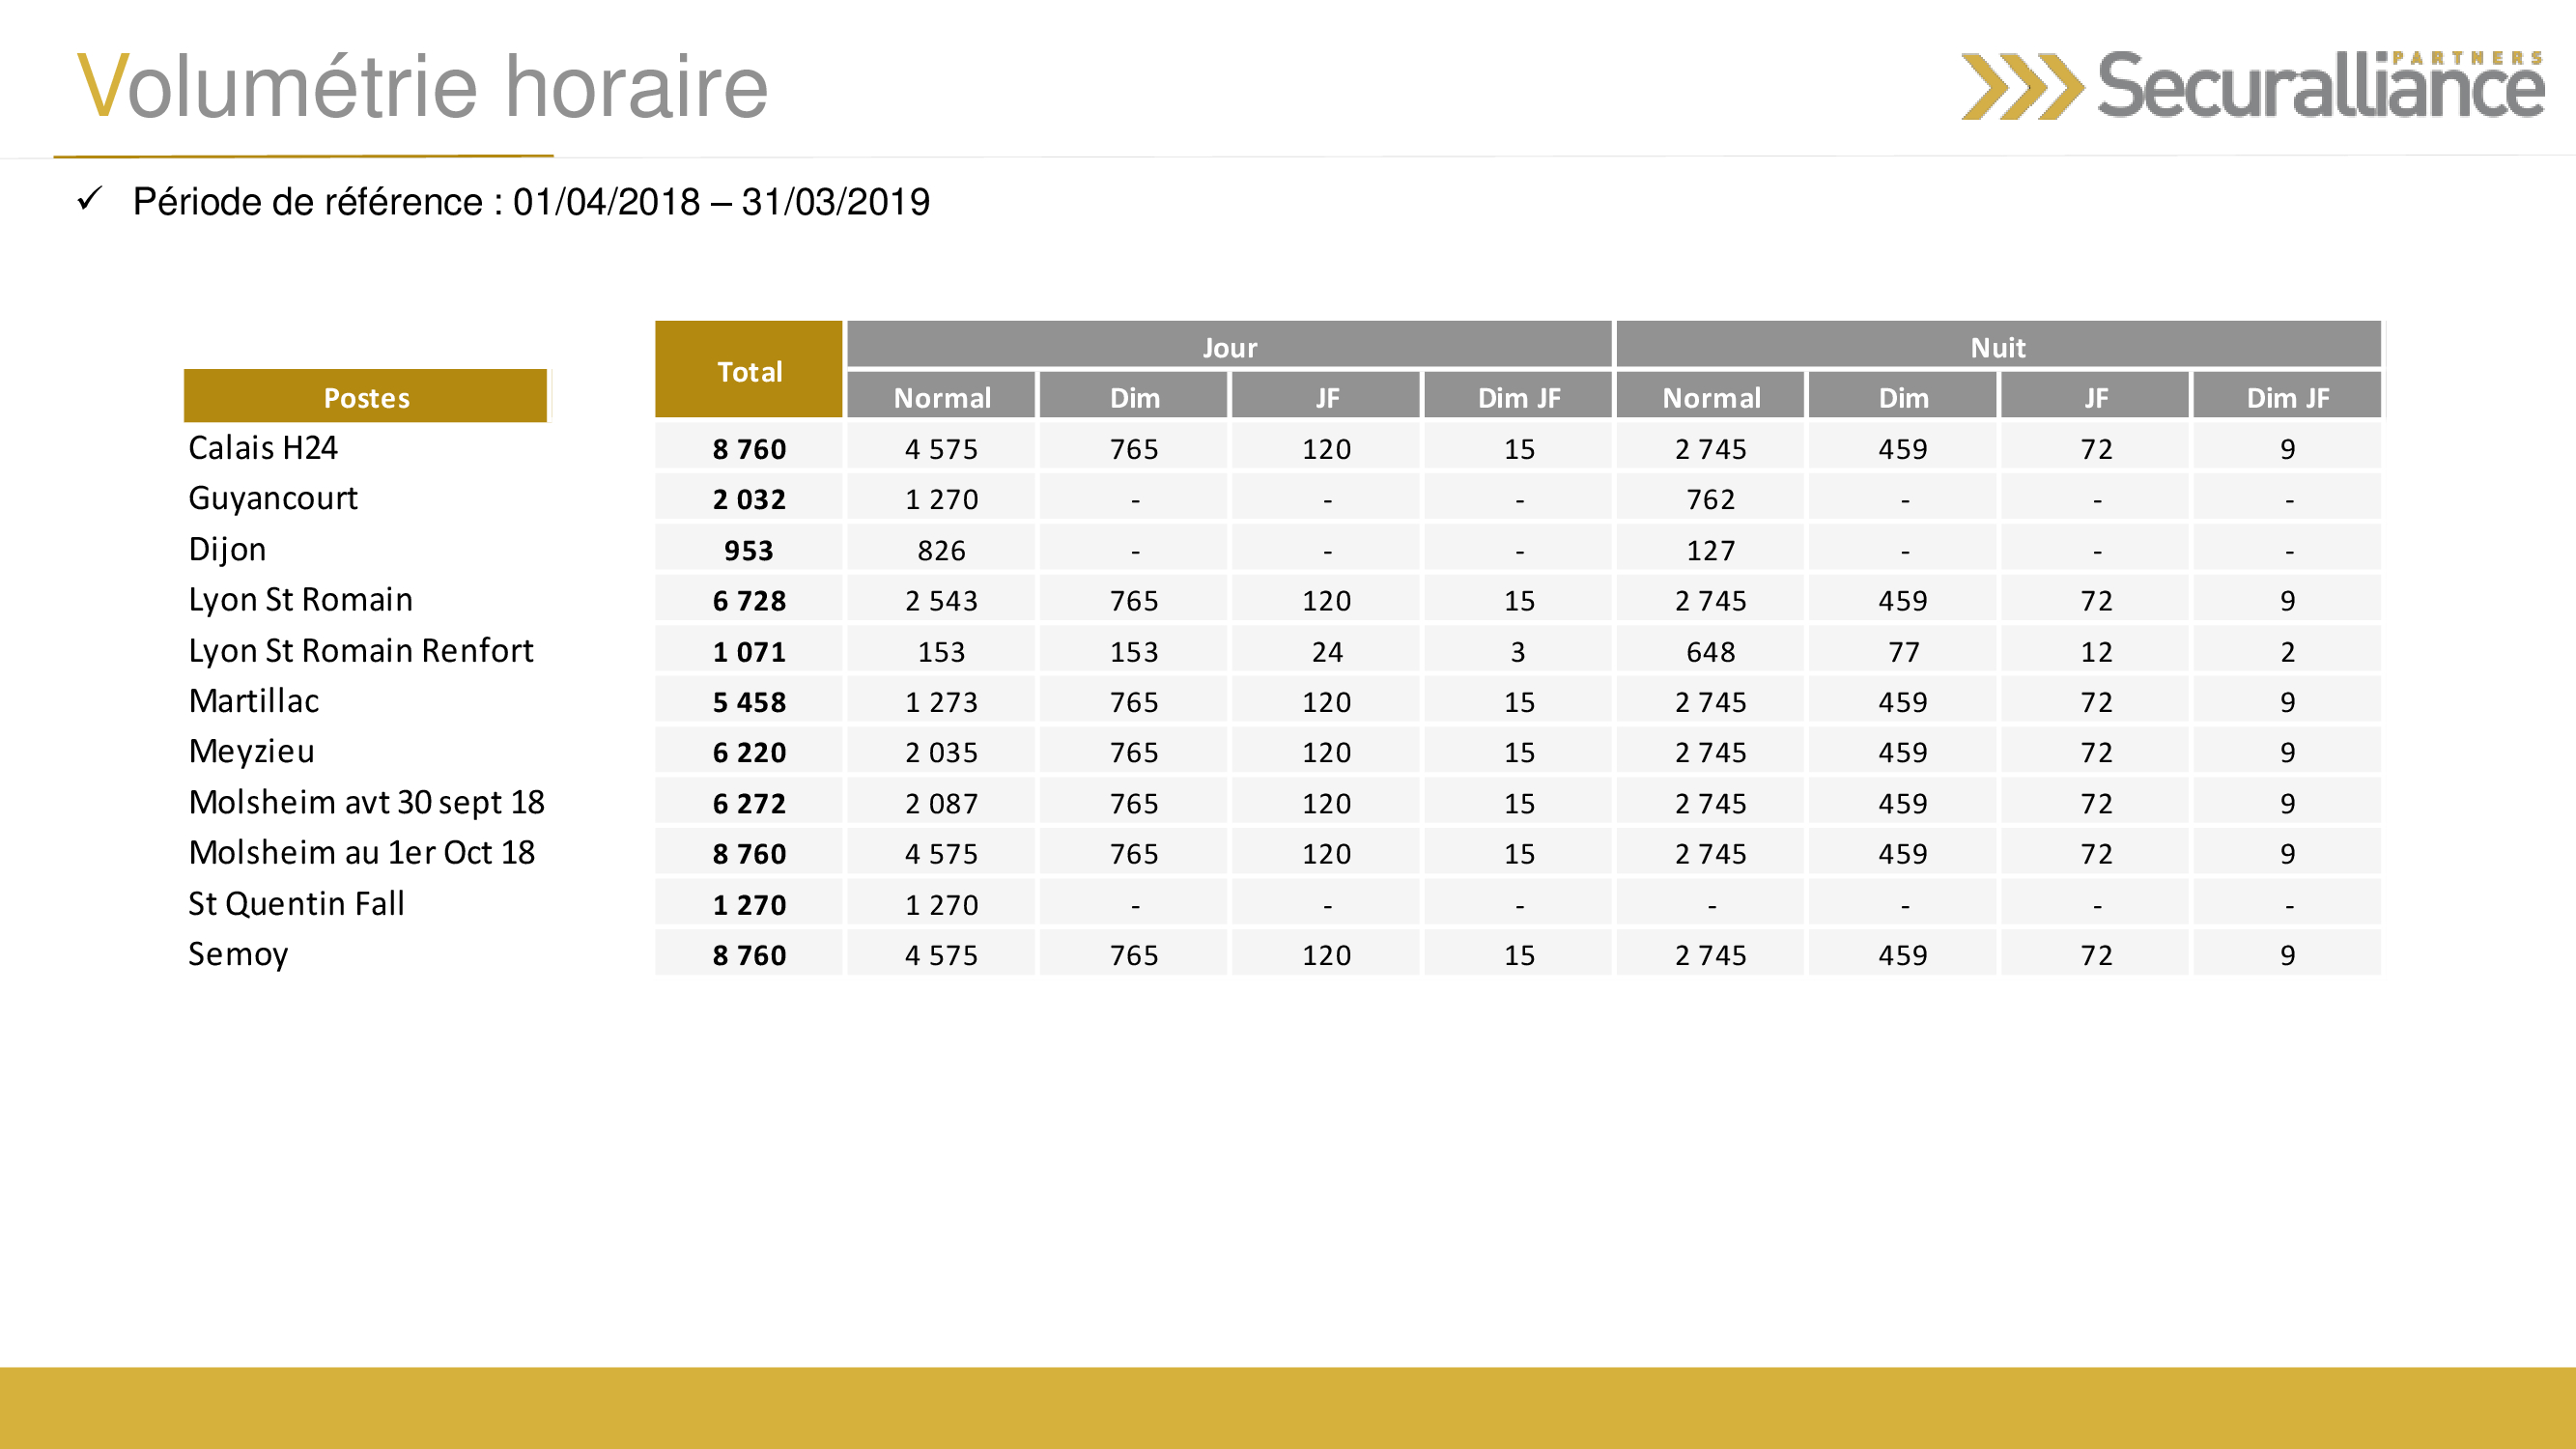 Volumétrie horaire
PARTNERS
Securalliance
✓ Période de référence : 01/04/2018 – 31/03/2019
Total Jour Nuit
Postes Normal Dim JF Dim JF Normal Dim JF Dim JF
Calais H24 8 760 4 575 765 120 15 2 745 459 72 9
Guyancourt 2 032 1 270 - - - 762 - - -
Dijon 953 826 - - - 127 - - -
Lyon St Romain 6 728 2 543 765 120 15 2 745 459 72 9
Lyon St Romain Renfort 1 071 153 153 24 3 648 77 12 2
Martillac 5 458 1 273 765 120 15 2 745 459 72 9
Meyzieu 6 220 2 035 765 120 15 2 745 459 72 9
Molsheim avt 30 sept 18 6 272 2 087 765 120 15 2 745 459 72 9
Molsheim au 1er Oct 18 8 760 4 575 765 120 15 2 745 459 72 9
St Quentin Fall 1 270 1 270 - - - - - - -
Semoy 8 760 4 575 765 120 15 2 745 459 72 9